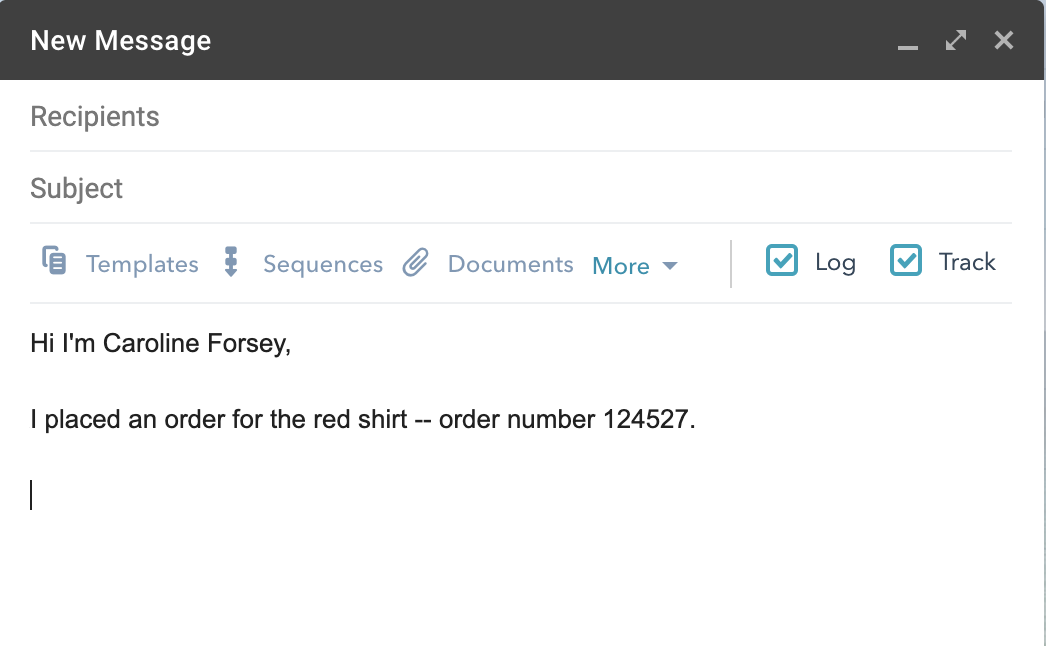 New Message
Recipients
Subject
Templates Sequences Documents More Log Track
Hi I'm Caroline Forsey,
I placed an order for the red shirt -- order number 124527.